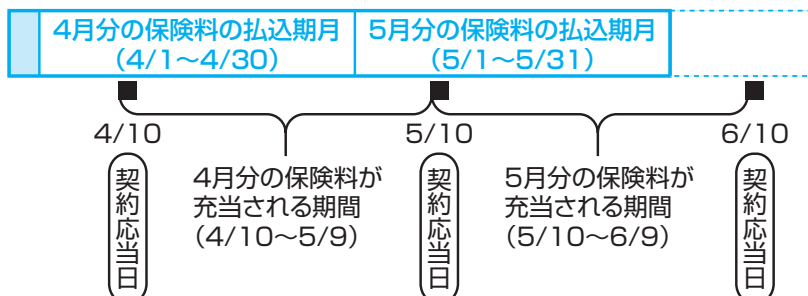 4月分の保険料の払込期月
(4/1〜4/30)
5月分の保険料の払込期月
(5/1〜5/31)
4/10
5/10
6/10
契約応当日
4月分の保険料が
充当される期間
(4/10〜5/9)
契約応当日
5月分の保険料が
充当される期間
(5/10〜6/9)
契約応当日